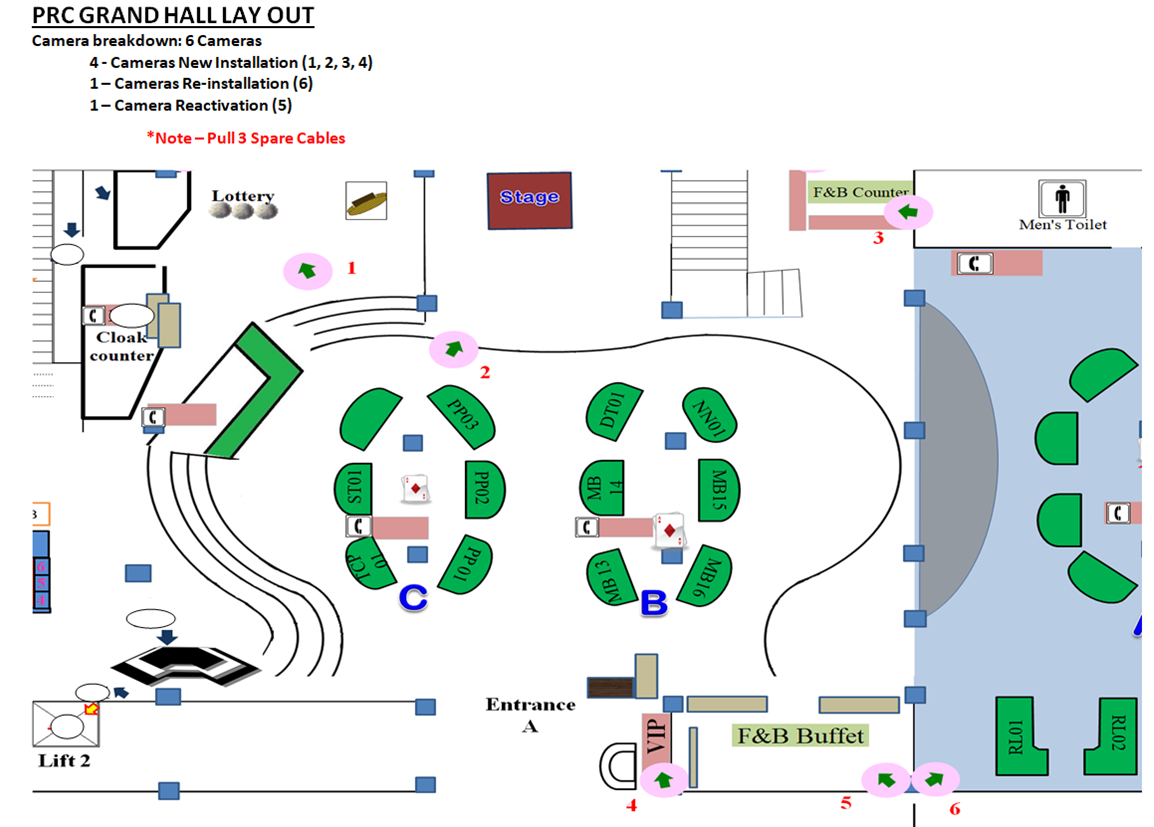 PRC GRAND HALL LAY OUT
Camera breakdown: 6 Cameras
4 - Cameras New Installation (1, 2, 3, 4)
1 – Cameras Re-installation (6)
1 – Camera Reactivation (5)
*Note – Pull 3 Spare Cables
Lottery
Stage
F&B Counter
Men's Toilet
3
1
Cloak
counter
2
PP03
DT01
NN01
ST01
PP02
MB
14
MB15
TCP
01
PP01
MB13
MB16
C
B
6
5
4
Entrance
A
VIP
F&B Buffet
RL01
RL02
Lift 2
4
5
6